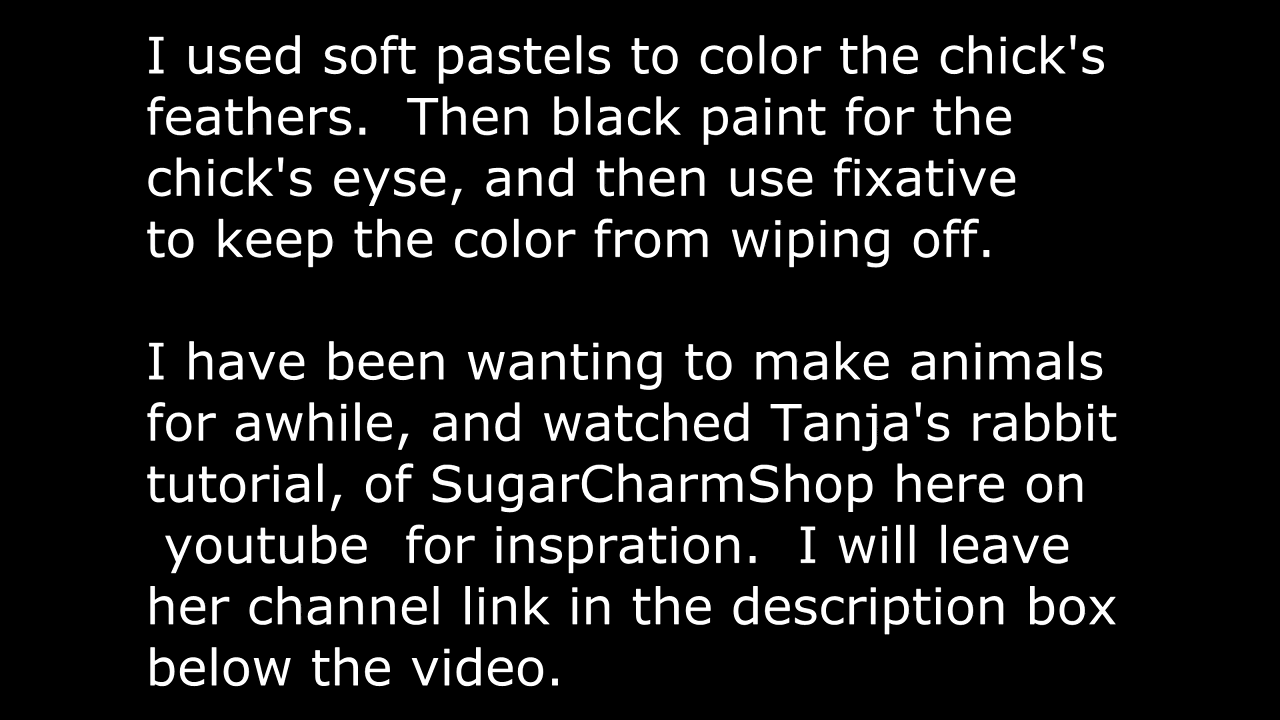 I used soft pastels to color the chick's
feathers.  Then black paint for the
chick's eyse, and then use fixative
to keep the color from wiping off.

I have been wanting to make animals
for awhile, and watched Tanja's rabbit
tutorial, of SugarCharmShop here on
youtube  for inspration.  I will leave
her channel link in the description box
below the video.